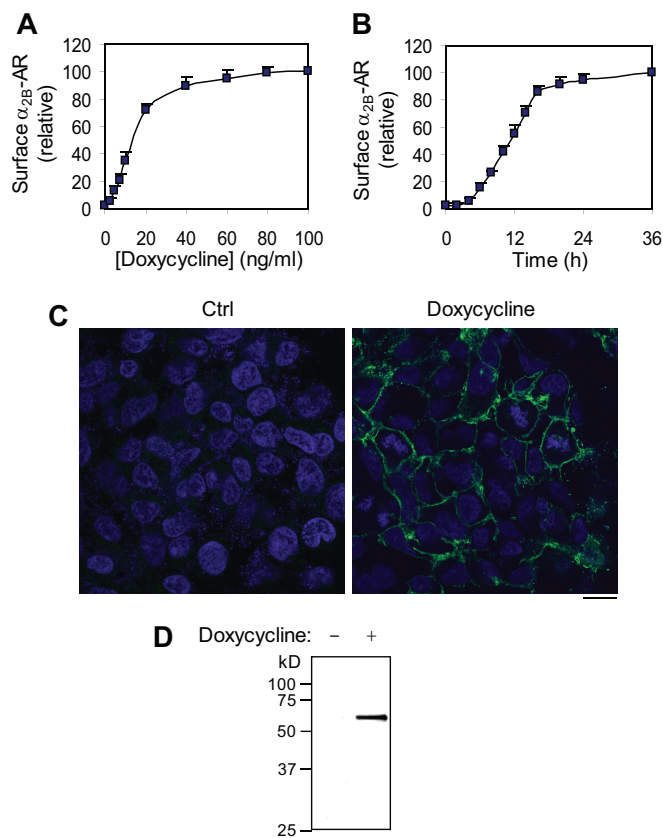 A
Surface α2B-AR
(relative)
120
100
80
60
40
20
0
0 20 40 60 80 100
[Doxycycline] (ng/ml)
B
Surface α2B-AR
(relative)
120
100
80
60
40
20
0
0 12 24 36
Time (h)
C
Ctrl Doxycycline
D
Doxycycline: – +
kD
100
75
50
37
25